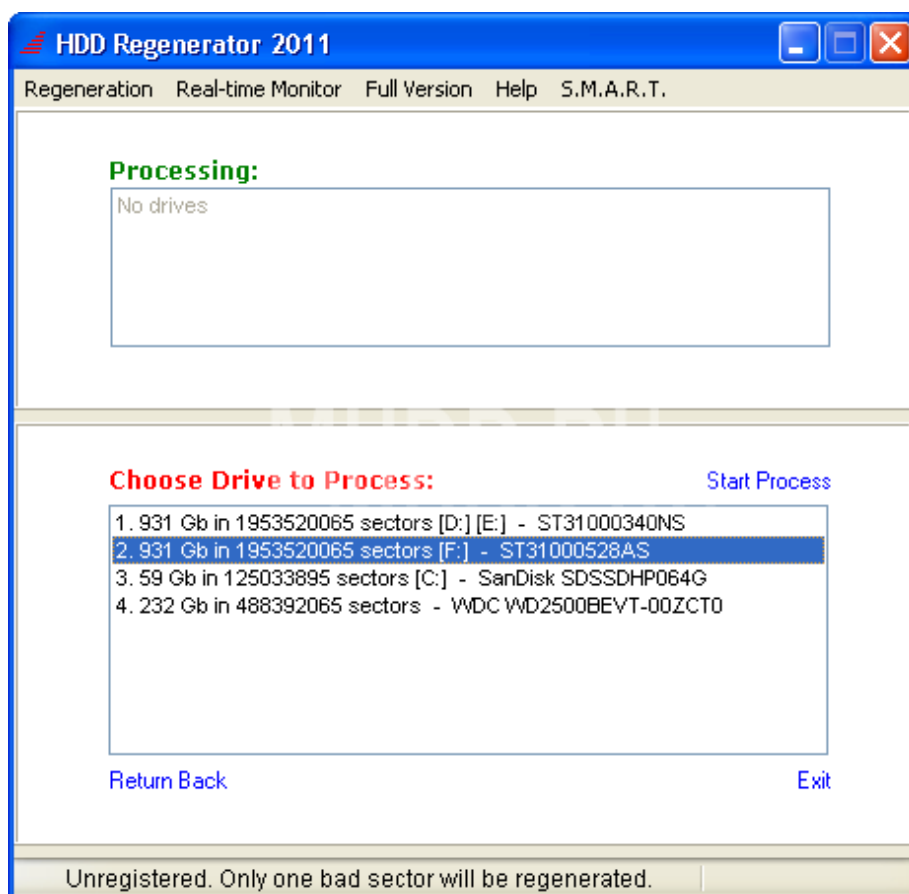 HDD Regenerator 2011
Regeneration Real-time Monitor Full Version Help S.M.A.R.T.
Processing:
No drives
Choose Drive to Process: Start Process
1. 931 Gb in 1953520065 sectors [D:] [E:] - ST31000340NS
2. 931 Gb in 1953520065 sectors [F:] - ST31000528AS
3. 59 Gb in 125033895 sectors [C:] - SanDisk SDSSDHP064G
4. 232 Gb in 488392065 sectors - WDC WD2500BEVT-00ZCT0
Return Back Exit
Unregistered. Only one bad sector will be regenerated.